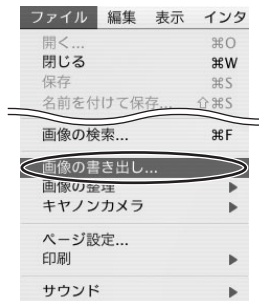 ファイル 編集 表示 インタ
開く... ⌘O
閉じる ⌘W
保存 ⌘S
名前を付けて保存... ⇧⌘S
画像の検索... ⌘F
画像の書き出し...
画像の整理 ▶
キヤノンカメラ ▶
ページ設定...
印刷 ▶
サウンド ▶